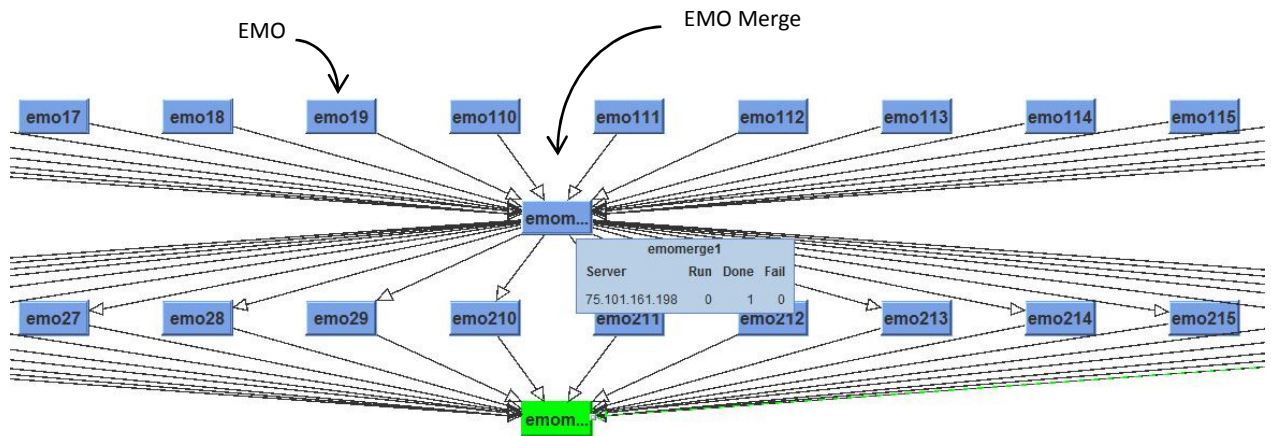 EMO
EMO Merge
emo17 emo18 emo19 emo110 emo111 emo112 emo113 emo114 emo115
emom...
emomerge1
Server Run Done Fail
75.101.161.198 0 1 0
emo27 emo28 emo29 emo210 emo211 emo212 emo213 emo214 emo215
emom...